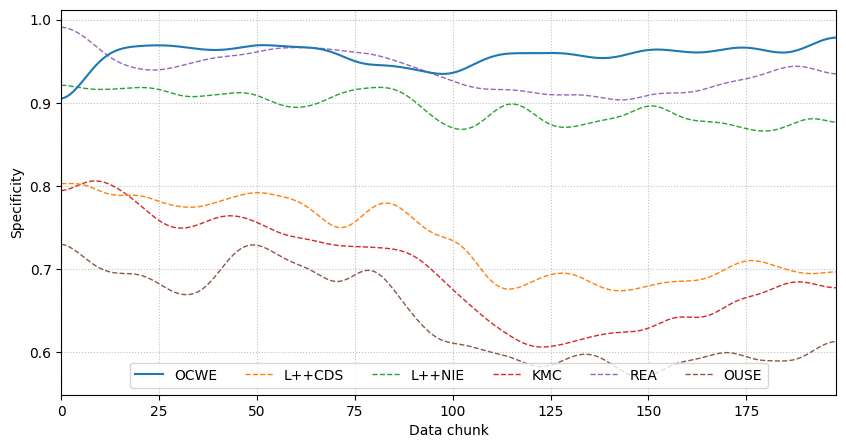 Specificity
1.0
0.9
0.8
0.7
0.6
OCWE L++CDS L++NIE KMC REA OUSE
0 25 50 75 100 125 150 175
Data chunk